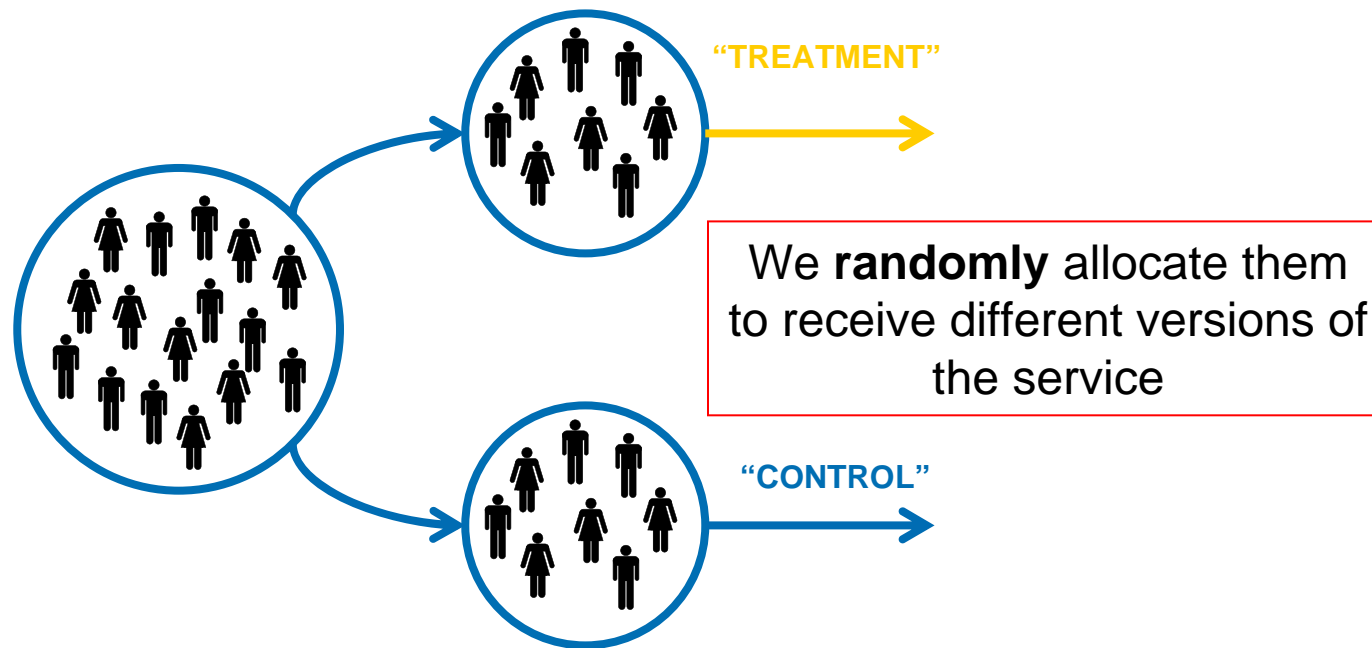 “TREATMENT”
We randomly allocate them
to receive different versions of
the service
“CONTROL”